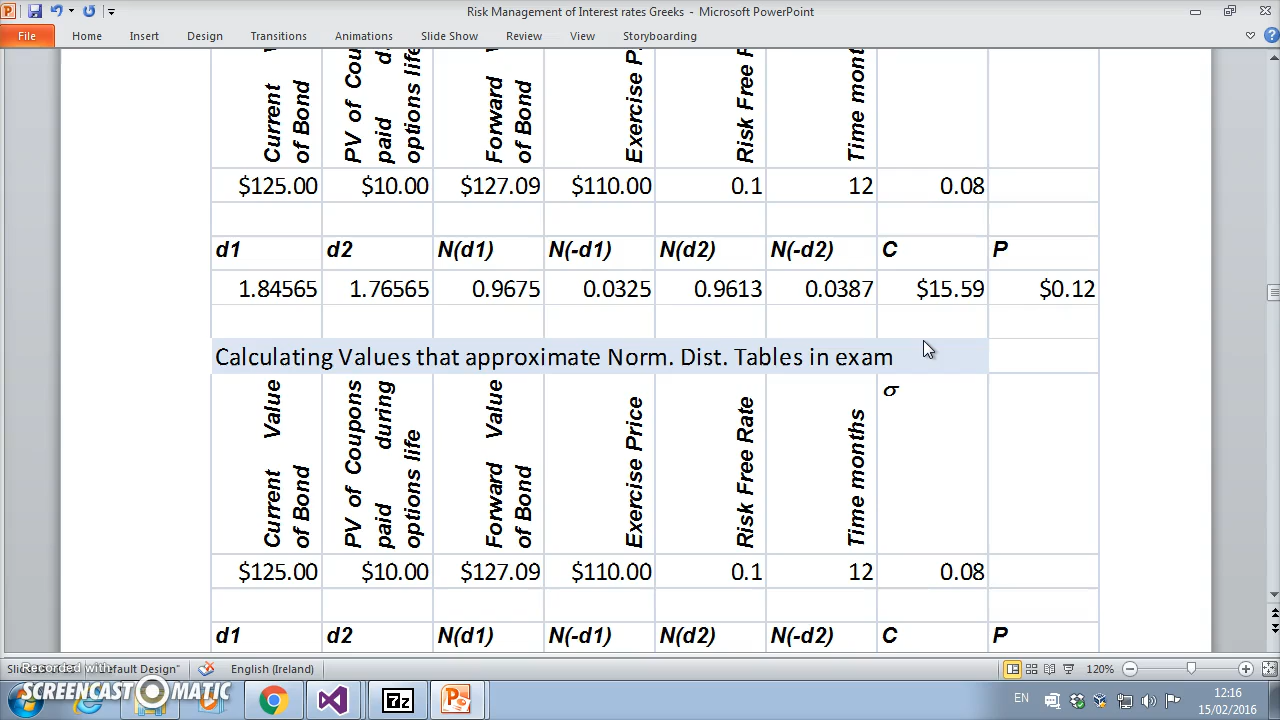 Risk Management of Interest rates Greeks - Microsoft PowerPoint
File Home Insert Design Transitions Animations Slide Show Review View Storyboarding
Current of Bond PV of paid options life Forward of Bond Exercise Risk Free Time
$125.00 $10.00 $127.09 $110.00 0.1 12 0.08
d1 d2 N(d1) N(-d1) N(d2) N(-d2) C P
1.84565 1.76565 0.9675 0.0325 0.9613 0.0387 $15.59 $0.12
Calculating Values that approximate Norm. Dist. Tables in exam
Current Value of Bond PV of Coupons paid during options life Forward Value of Bond Exercise Price Risk Free Rate Time months σ
$125.00 $10.00 $127.09 $110.00 0.1 12 0.08
d1 d2 N(d1) N(-d1) N(d2) N(-d2) C P
Recorded with Default Design" English (Ireland) 120%
SCREENCAST MATIC EN 12:16
15/02/2016